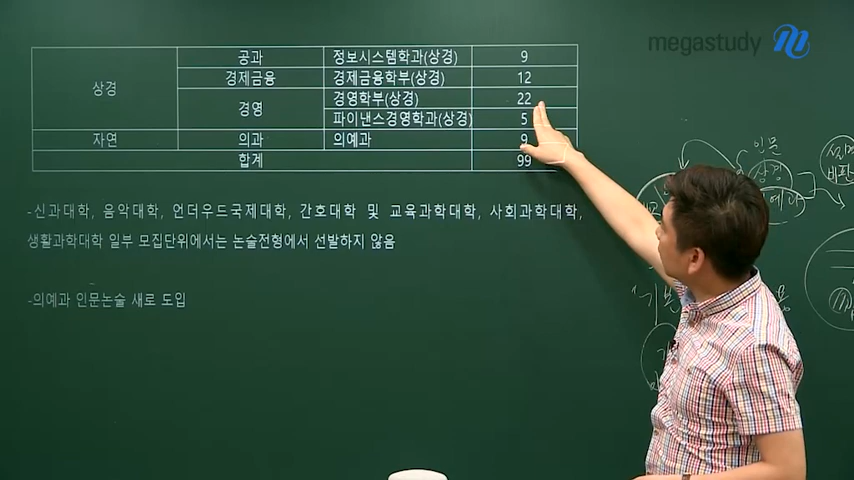 megastudy
상경 공과 정보시스템학과(상경) 9
경제금융 경제금융학부(상경) 12
경영 경영학부(상경) 22
파이낸스경영학과(상경) 5
자연 의과 의예과 9
합계 99
-신과대학, 음악대학, 언더우드국제대학, 간호대학 및 교육과학대학, 사회과학대학,
생활과학대학 일부 모집단위에서는 논술전형에서 선발하지 않음
-의예과 인문논술 새로 도입
인문
상경
비판